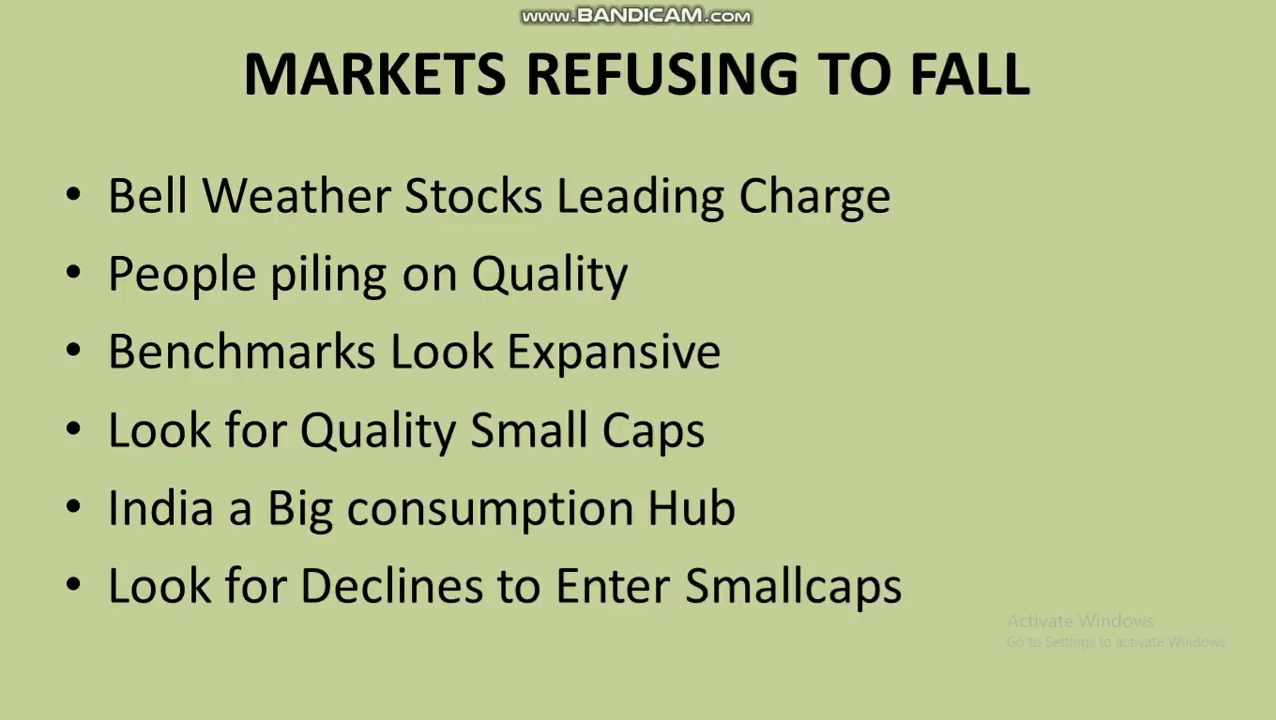 www.BANDICAM.com
MARKETS REFUSING TO FALL
• Bell Weather Stocks Leading Charge
• People piling on Quality
• Benchmarks Look Expansive
• Look for Quality Small Caps
• India a Big consumption Hub
• Look for Declines to Enter Smallcaps
Activate Windows
Go to Settings to activate Windows.